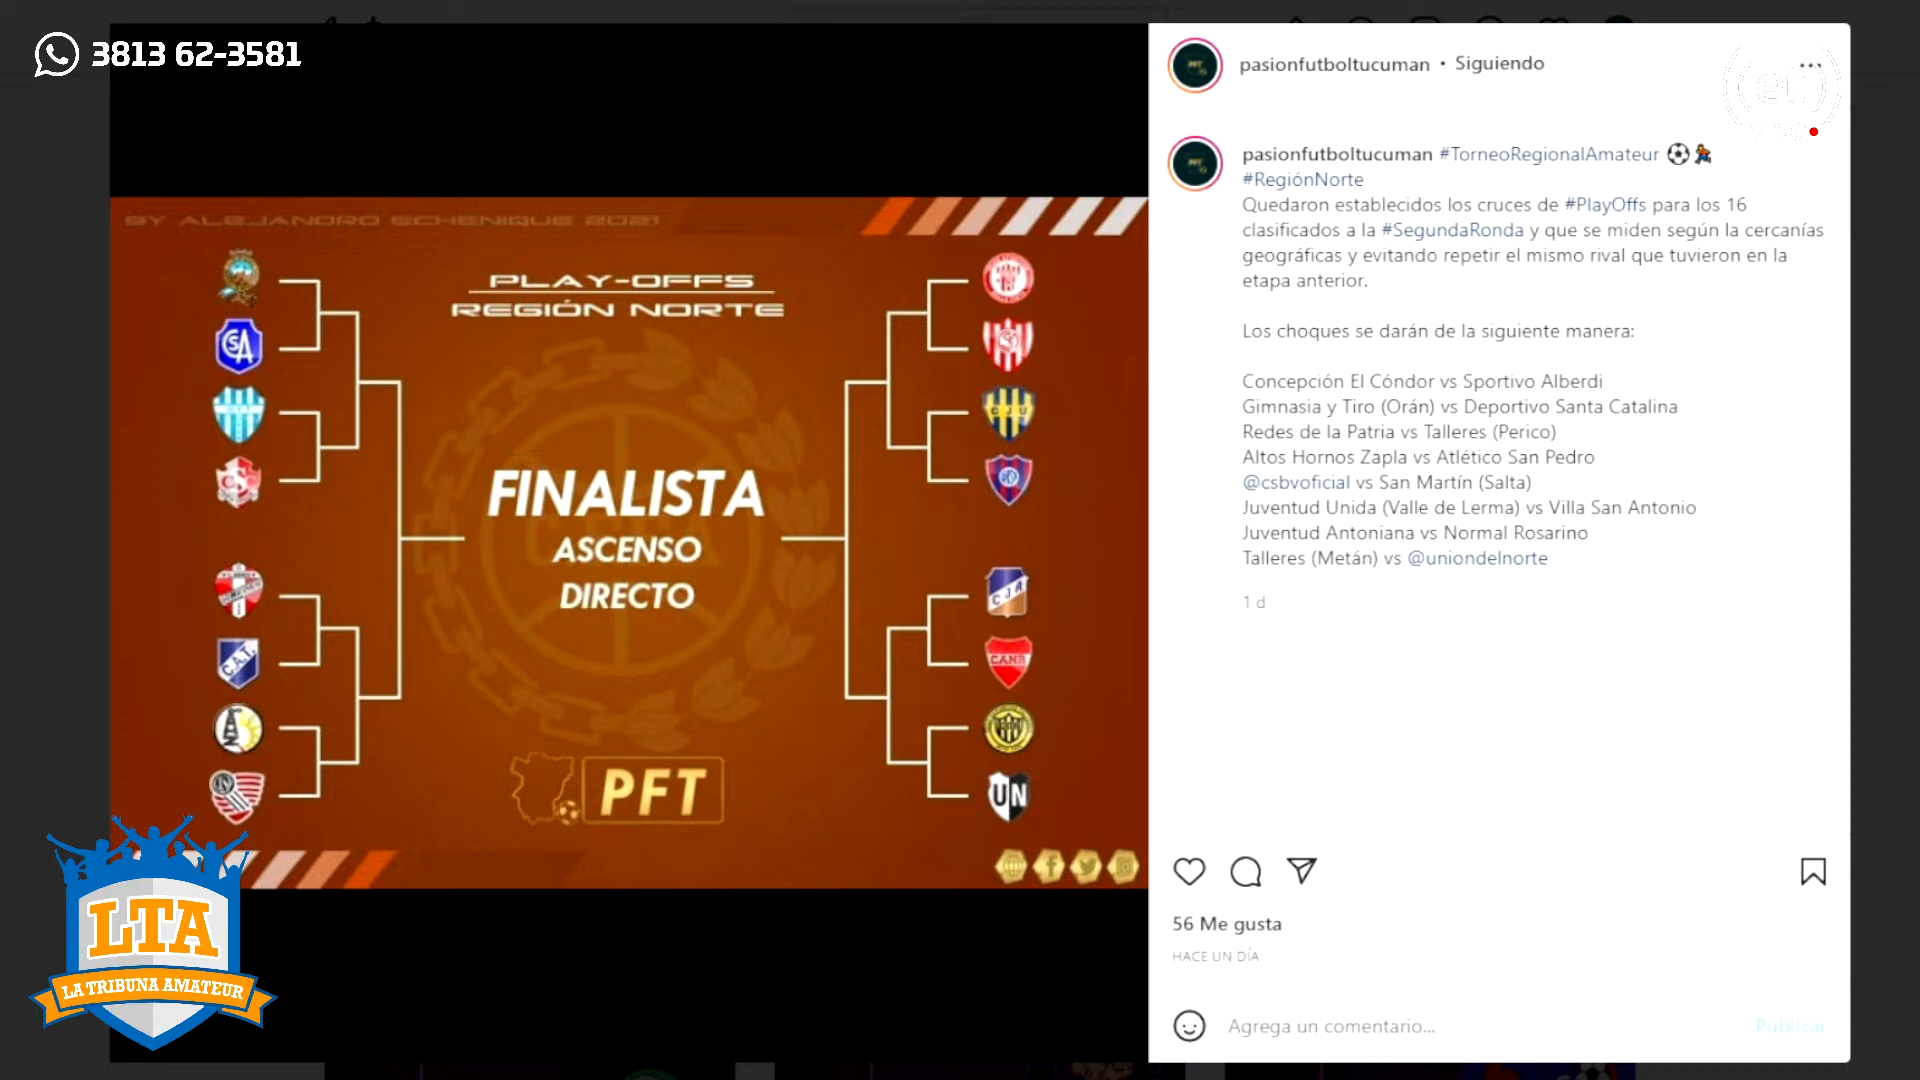 3813 62-3581
pasionfutboltucuman • Siguiendo
BY ALEJANDRO ECHENIQUE 2021
PLAY-OFFS
REGIÓN NORTE
FINALISTA
ASCENSO
DIRECTO
PFT
CSA
C.A.T.
CJU
CJA
CANR
UN
LTA
LA TRIBUNA AMATEUR
pasionfutboltucuman #TorneoRegionalAmateur
#RegiónNorte
Quedaron establecidos los cruces de #PlayOffs para los 16
clasificados a la #SegundaRonda y que se miden según la cercanías
geográficas y evitando repetir el mismo rival que tuvieron en la
etapa anterior.
Los choques se darán de la siguiente manera:
Concepción El Cóndor vs Sportivo Alberdi
Gimnasia y Tiro (Orán) vs Deportivo Santa Catalina
Redes de la Patria vs Talleres (Perico)
Altos Hornos Zapla vs Atlético San Pedro
@csbvoficial vs San Martín (Salta)
Juventud Unida (Valle de Lerma) vs Villa San Antonio
Juventud Antoniana vs Normal Rosarino
Talleres (Metán) vs @uniondelnorte
1 d
56 Me gusta
HACE UN DÍA
Agrega un comentario...
Publicar